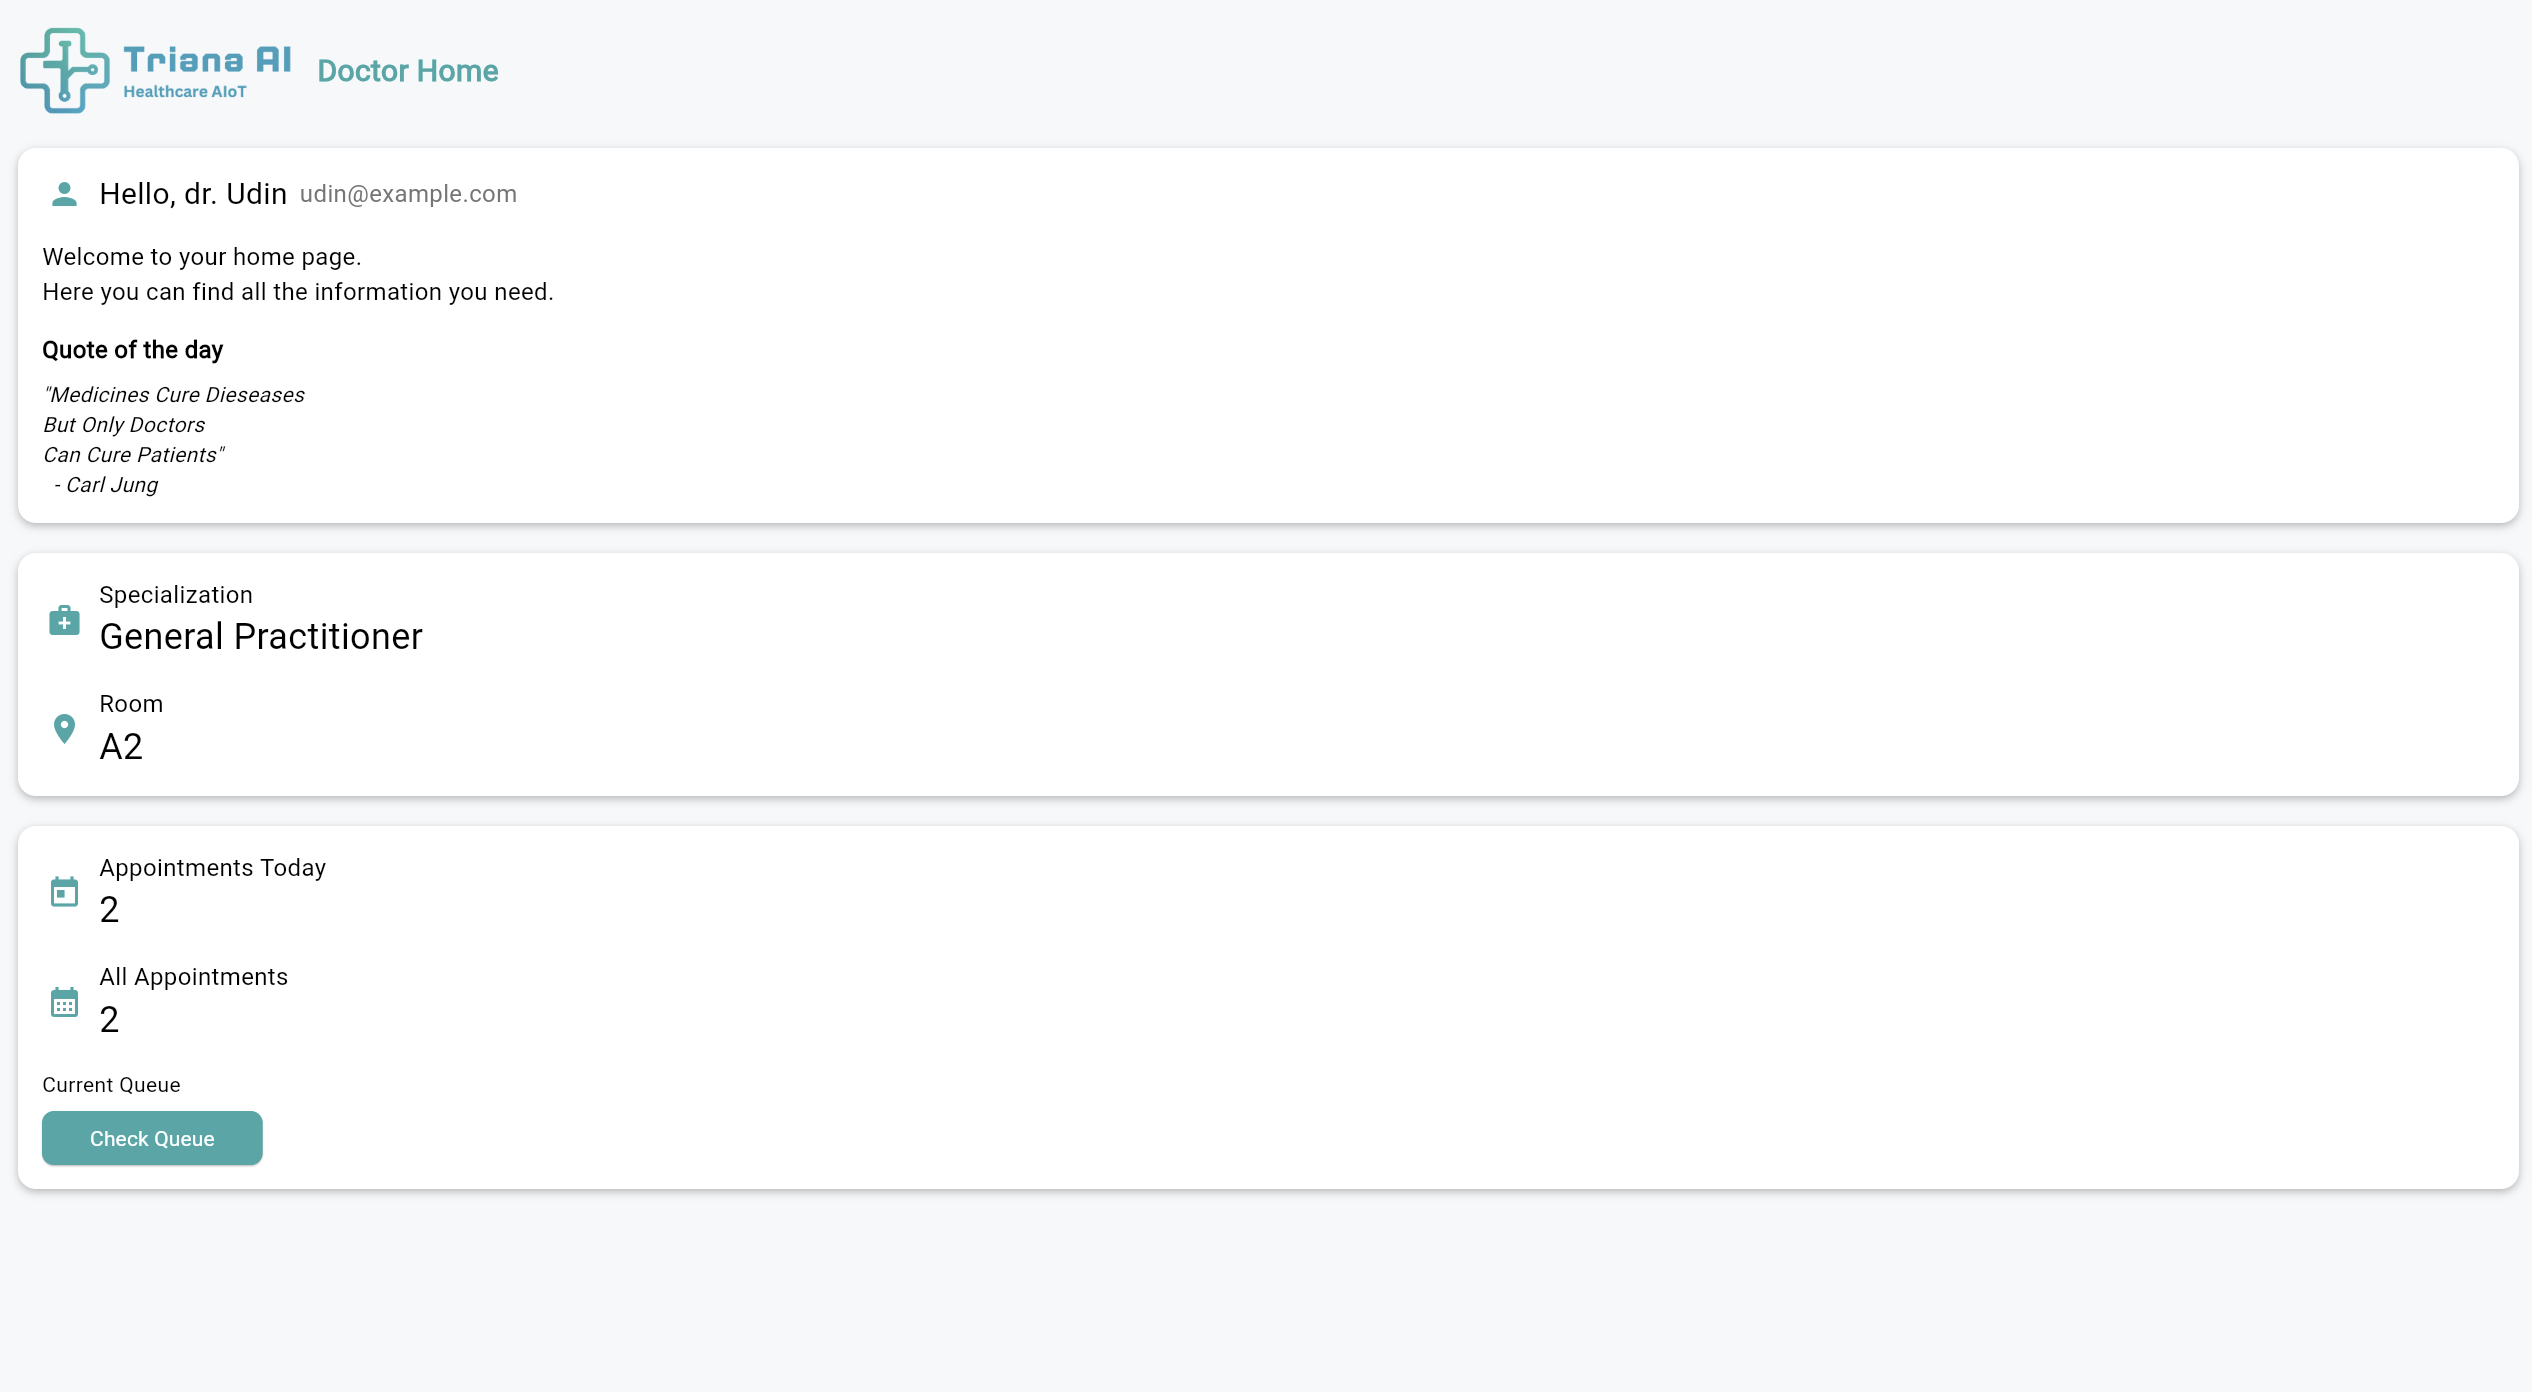 Triana AI
Healthcare AIoT
Doctor Home
Hello, dr. Udin udin@example.com
Welcome to your home page.
Here you can find all the information you need.
Quote of the day
"Medicines Cure Dieseases
But Only Doctors
Can Cure Patients"
- Carl Jung
Specialization
General Practitioner
Room
A2
Appointments Today
2
All Appointments
2
Current Queue
Check Queue